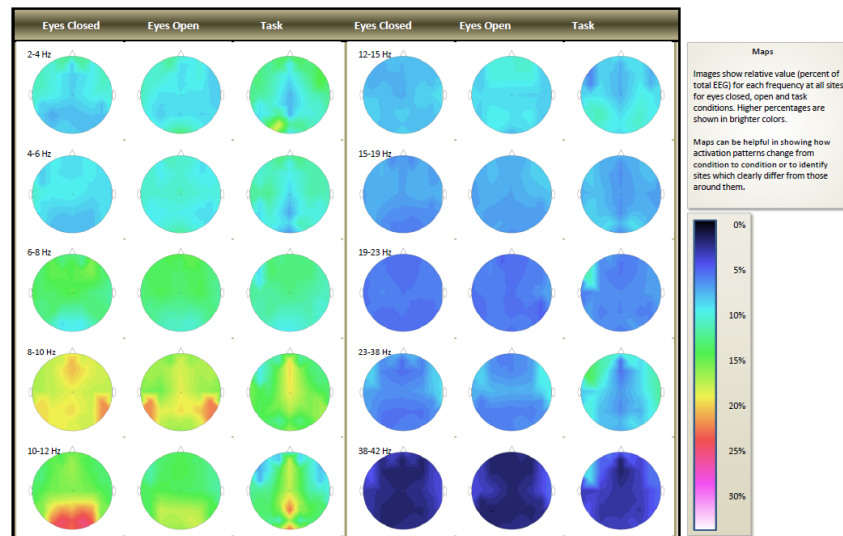 Eyes Closed Eyes Open Task Eyes Closed Eyes Open Task
2-4 Hz 12-15 Hz
4-6 Hz 15-19 Hz
6-8 Hz 19-23 Hz
8-10 Hz 23-38 Hz
10-12 Hz 38-42 Hz
Maps
Images show relative value (percent of
total EEG) for each frequency at all sites
for eyes closed, open and task
conditions. Higher percentages are
shown in brighter colors.
Maps can be helpful in showing how
activation patterns change from
condition to condition or to identify
sites which clearly differ from those
around them.
0%
5%
10%
15%
20%
25%
30%